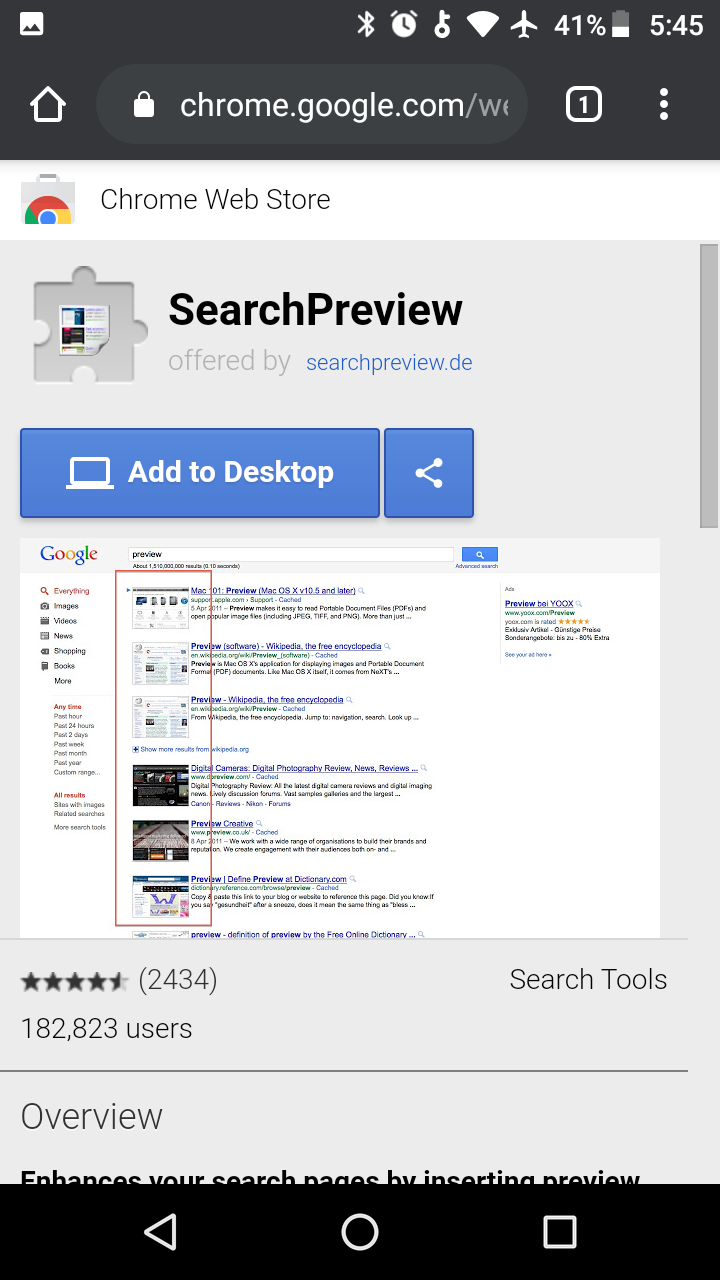 41% 5:45
chrome.google.com/we
1
Chrome Web Store
SearchPreview
offered by searchpreview.de
Add to Desktop
Google
preview
About 1,510,000,000 results (0.10 seconds)
Advanced search
Everything
Images
Videos
News
Shopping
Books
More
Any time
Past hour
Past 24 hours
Past 2 days
Past week
Past month
Past year
Custom range...
All results
Sites with images
Related searches
More search tools
Mac 101: Preview (Mac OS X v10.5 and later)
support.apple.com › Support - Cached
5 Apr 2011 – Preview makes it easy to read Portable Document Files (PDFs) and
open popular image files (including JPEG, TIFF, and PNG). More than just ...
Preview (software) - Wikipedia, the free encyclopedia
en.wikipedia.org/wiki/Preview_(software) - Cached
Preview is Mac OS X's application for displaying images and Portable Document
Format (PDF) documents. Like Mac OS X itself, it comes from NeXT's ...
Preview - Wikipedia, the free encyclopedia
en.wikipedia.org/wiki/Preview - Cached
From Wikipedia, the free encyclopedia. Jump to: navigation, search. Look up ...
Show more results from wikipedia.org
Digital Cameras: Digital Photography Review, News, Reviews ...
www.dpreview.com/ - Cached
Digital Photography Review: All the latest digital camera reviews and digital imaging
news. Lively discussion forums. Vast samples galleries and the largest ...
Canon - Reviews - Nikon - Forums
Preview Creative
www.preview.co.uk/ - Cached
8 Apr 2011 – We work with a wide range of organisations to build their brands and
reputation. We create engagement with their audiences both on- and ...
Preview | Define Preview at Dictionary.com
dictionary.reference.com/browse/preview - Cached
Copy & paste this link to your blog or website to reference this page. Did you know:If
you say "gesundheit" after a sneeze, does it mean the same thing as "bless ...
preview - definition of preview by the Free Online Dictionary ...
Ads
Preview bei YOOX
www.yoox.com/Preview
yoox.com is rated
Exklusiv Artikel - Günstige Preise
Sonderangebote: bis zu - 80% Extra
See your ad here »
(2434) Search Tools
182,823 users
Overview
Enhances your search pages by inserting preview